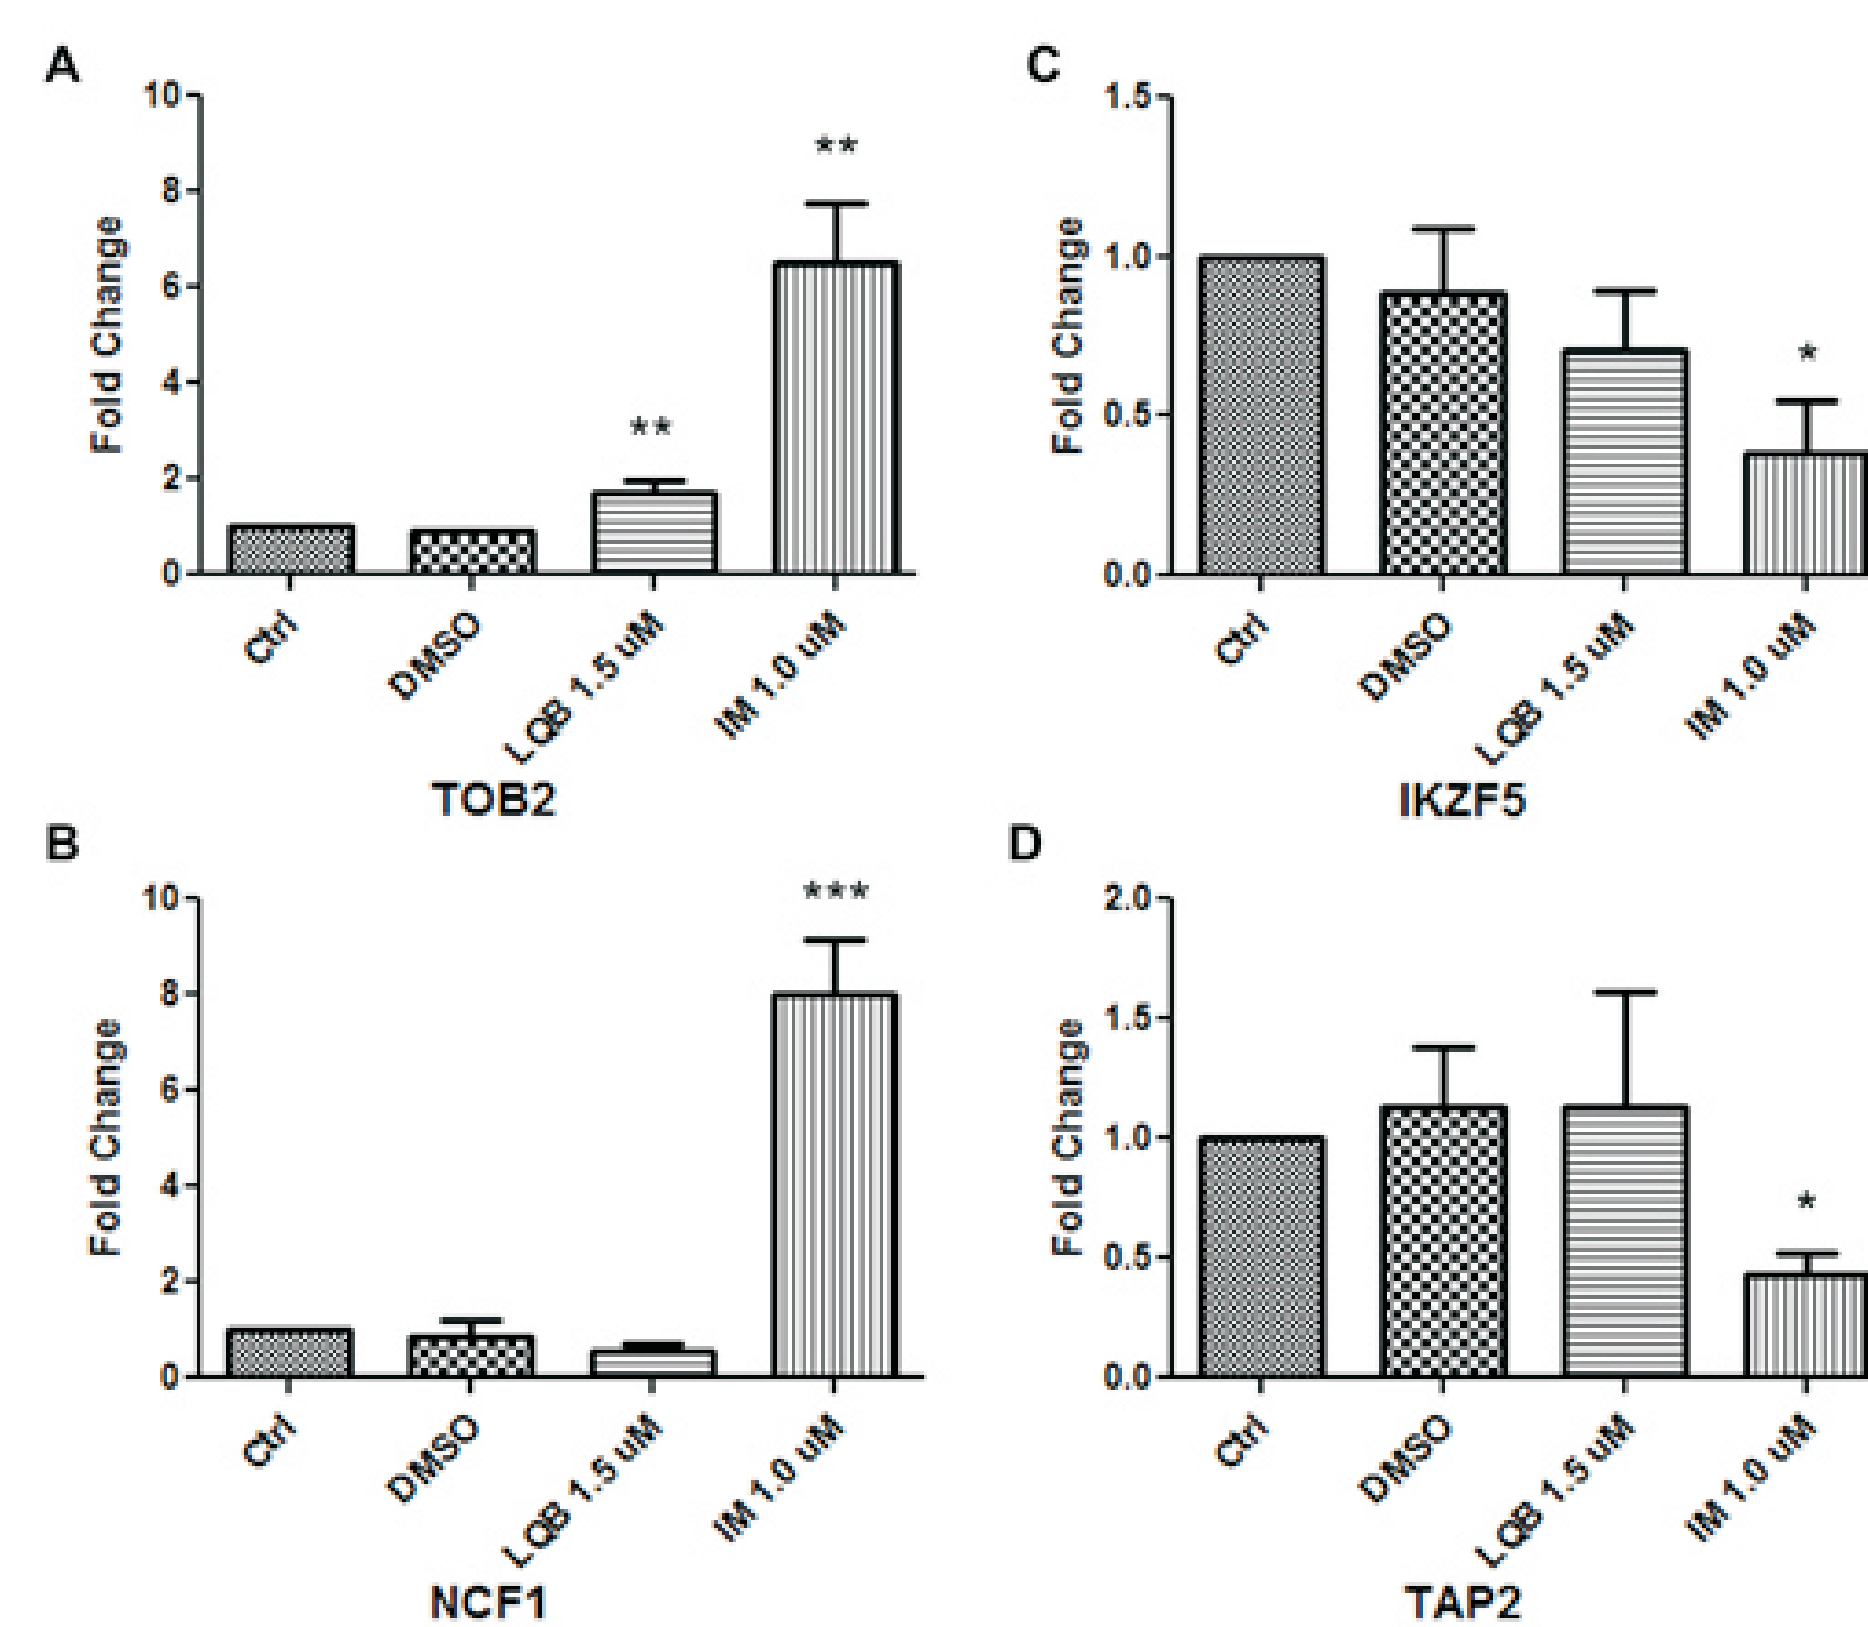 A
Fold Change
10
8
6
4
2
0
**
**
Ctrl
DMSO
LQB 1.5 uM
IM 1.0 uM
TOB2
C
Fold Change
1.5
1.0
0.5
0.0
*
Ctrl
DMSO
LQB 1.5 uM
IM 1.0 uM
IKZF5
B
Fold Change
10
8
6
4
2
0
***
Ctrl
DMSO
LQB 1.5 uM
IM 1.0 uM
NCF1
D
Fold Change
2.0
1.5
1.0
0.5
0.0
*
Ctrl
DMSO
LQB 1.5 uM
IM 1.0 uM
TAP2